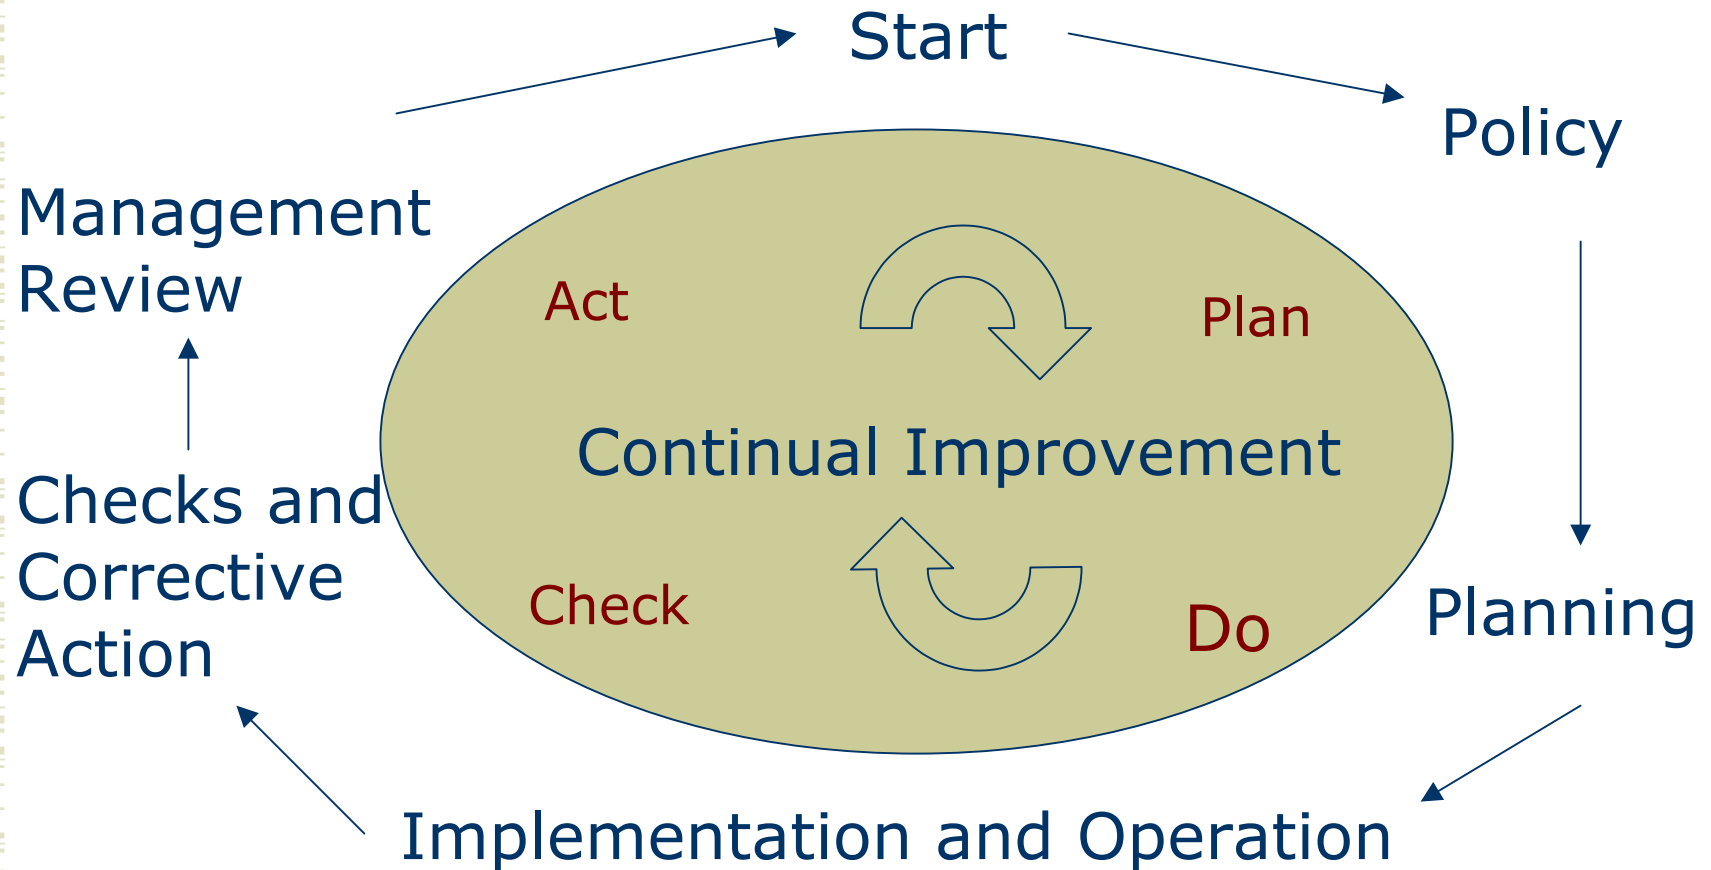 Start
Policy
Management
Review
Act
Plan
Continual Improvement
Checks and
Corrective
Action
Check
Do
Planning
Implementation and Operation